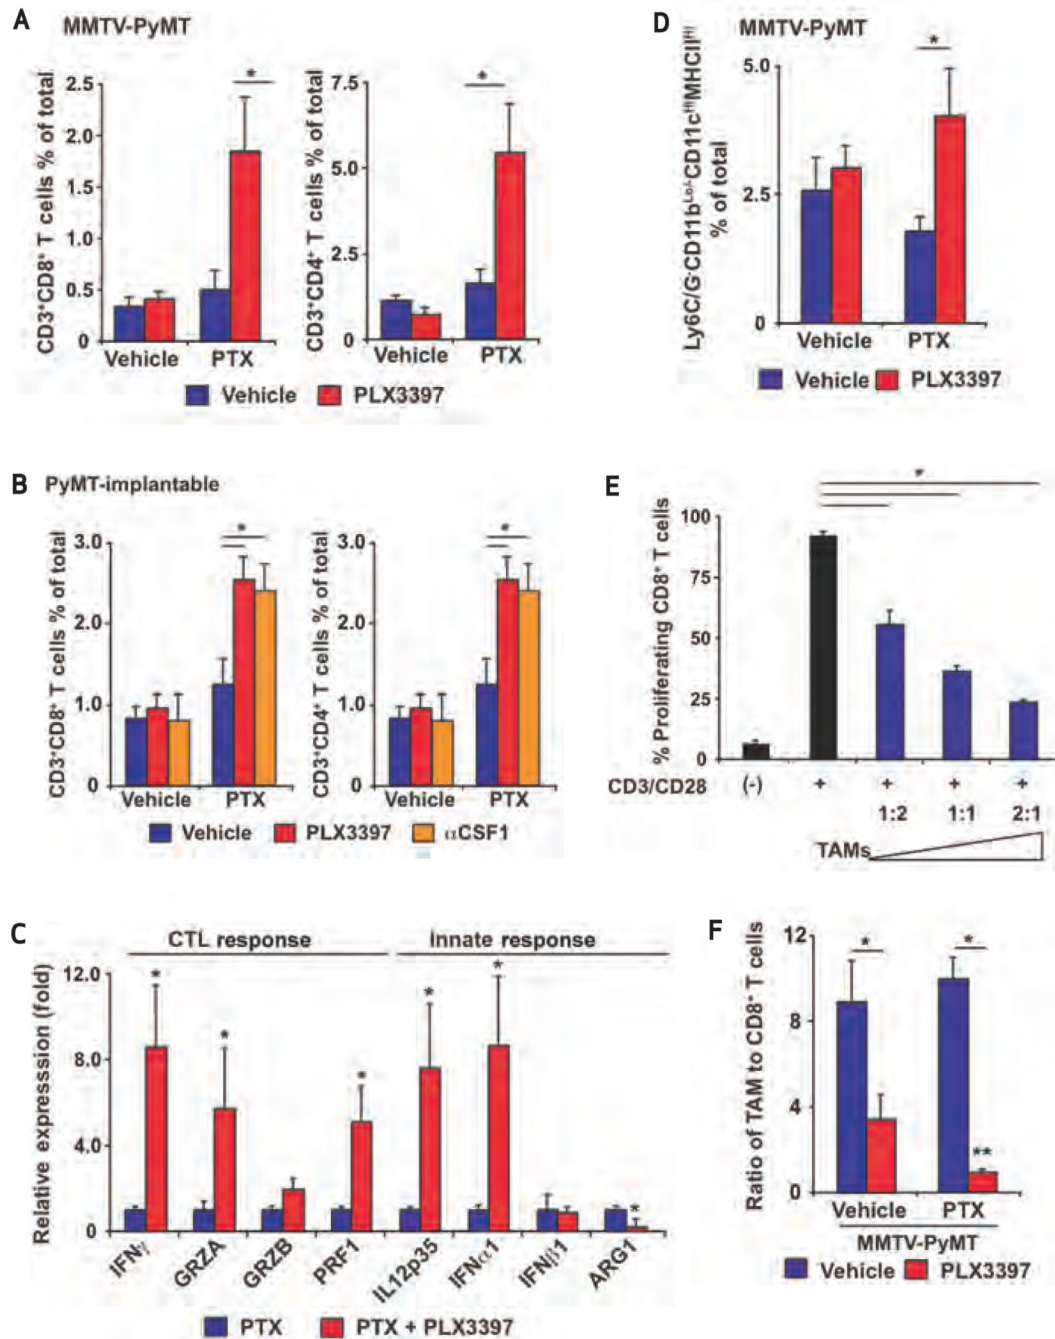 A MMTV-PyMT
CD3⁺CD8⁺ T cells % of total
2.5
2.0
1.5
1.0
0.5
0
*
Vehicle PTX
CD3⁺CD4⁺ T cells % of total
7.5
5.0
2.5
0
*
Vehicle PTX
Vehicle PLX3397
B PyMT-implantable
CD3⁺CD8⁺ T cells % of total
3.0
2.0
1.0
0
*
Vehicle PTX
CD3⁺CD4⁺ T cells % of total
3.0
2.0
1.0
0
*
Vehicle PTX
Vehicle PLX3397 αCSF1
C
CTL response Innate response
Relative expresssion (fold)
12.0
8.0
4.0
0
* * * * * *
IFNγ GRZA GRZB PRF1 IL12p35 IFNα1 IFNβ1 ARG1
PTX PTX + PLX3397
D MMTV-PyMT
Ly6C/G⁻CD11b^Lo/-CD11c^HiMHCII^Hi
% of total
5.0
2.5
0
*
Vehicle PTX
Vehicle PLX3397
E
% Proliferating CD8⁺ T cells
100
75
50
25
0
*
CD3/CD28 (-) + + + +
1:2 1:1 2:1
TAMs
F
Ratio of TAM to CD8⁺ T cells
12
8
4
0
* *
**
Vehicle PTX
MMTV-PyMT
Vehicle PLX3397